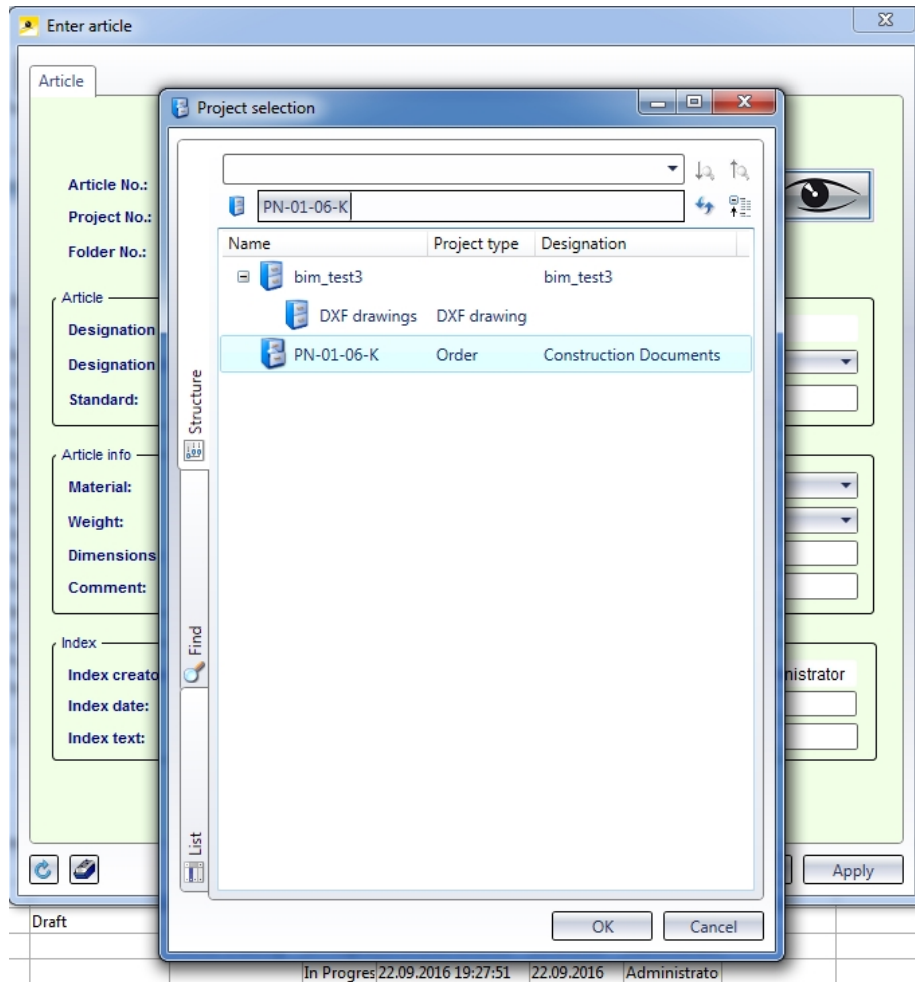 Enter article
Article
Project selection
Article No.:
Project No.:
PN-01-06-K
Folder No.:
Name Project type Designation
bim_test3 bim_test3
Article
DXF drawings DXF drawing
Designation
PN-01-06-K Order Construction Documents
Designation
Standard:
Structure
Article info
Material:
Weight:
Dimensions
Comment:
Find
Index
Index creato
nistrator
Index date:
Index text:
List
Apply
Draft
OK Cancel
In Progres 22.09.2016 19:27:51 22.09.2016 Administrato